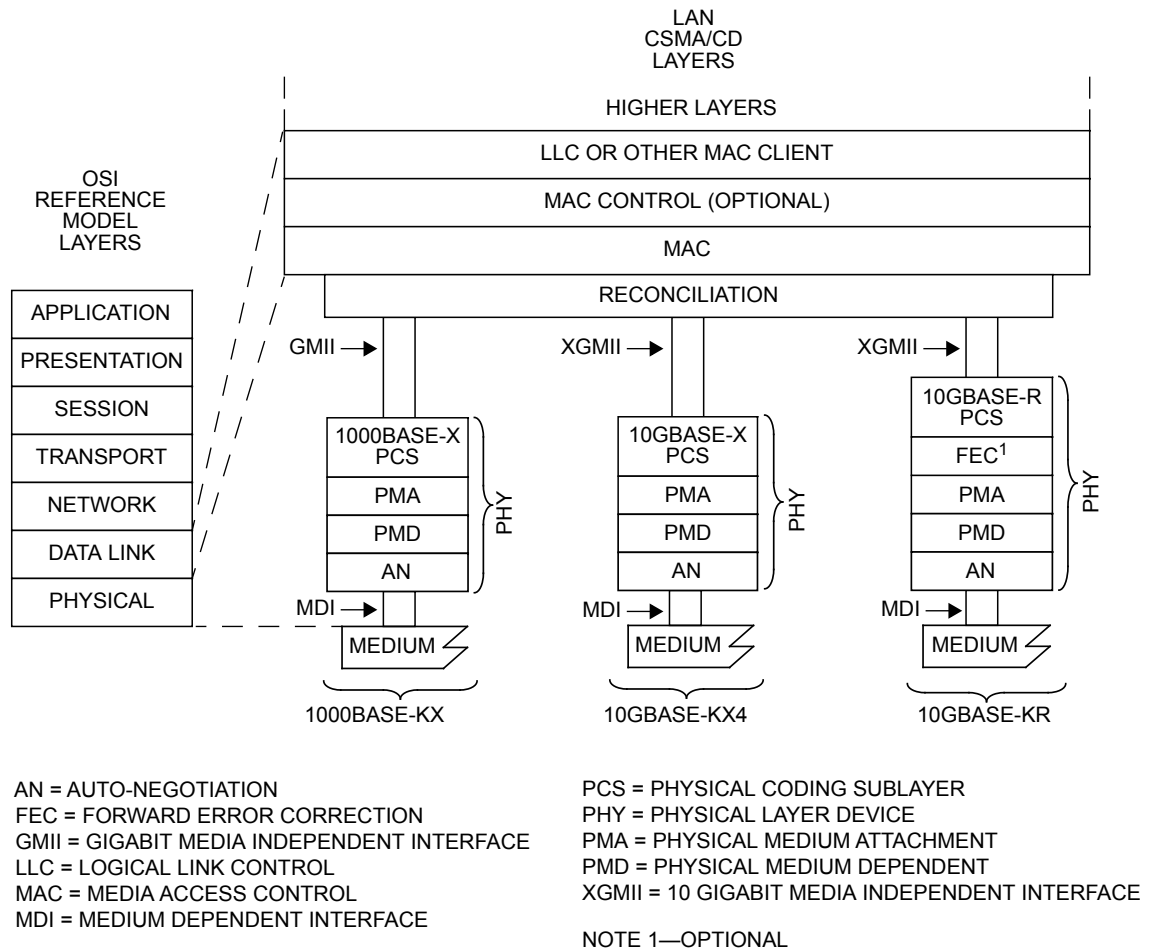 LAN
CSMA/CD
LAYERS
HIGHER LAYERS
LLC OR OTHER MAC CLIENT
MAC CONTROL (OPTIONAL)
MAC
RECONCILIATION
OSI
REFERENCE
MODEL
LAYERS
APPLICATION
PRESENTATION
SESSION
TRANSPORT
NETWORK
DATA LINK
PHYSICAL
GMII
1000BASE-X
PCS
PMA
PMD
AN
PHY
MDI
MEDIUM
1000BASE-KX
XGMII
10GBASE-X
PCS
PMA
PMD
AN
PHY
MDI
MEDIUM
10GBASE-KX4
XGMII
10GBASE-R
PCS
FEC1
PMA
PMD
AN
PHY
MDI
MEDIUM
10GBASE-KR
AN = AUTO-NEGOTIATION
FEC = FORWARD ERROR CORRECTION
GMII = GIGABIT MEDIA INDEPENDENT INTERFACE
LLC = LOGICAL LINK CONTROL
MAC = MEDIA ACCESS CONTROL
MDI = MEDIUM DEPENDENT INTERFACE
PCS = PHYSICAL CODING SUBLAYER
PHY = PHYSICAL LAYER DEVICE
PMA = PHYSICAL MEDIUM ATTACHMENT
PMD = PHYSICAL MEDIUM DEPENDENT
XGMII = 10 GIGABIT MEDIA INDEPENDENT INTERFACE
NOTE 1—OPTIONAL